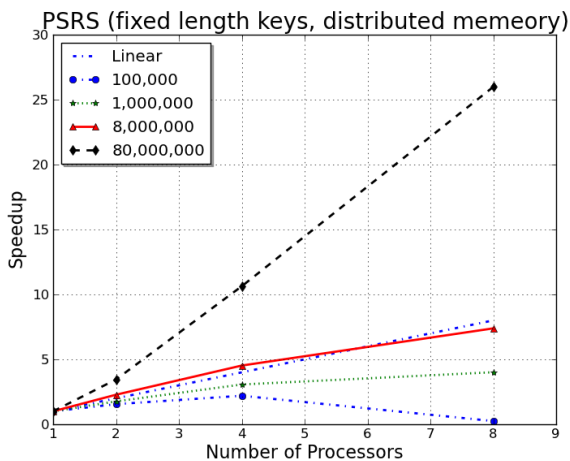 PSRS (fixed length keys, distributed memeory)
30
25
20
15
10
5
0
Speedup
Linear
100,000
1,000,000
8,000,000
80,000,000
1 2 3 4 5 6 7 8 9
Number of Processors